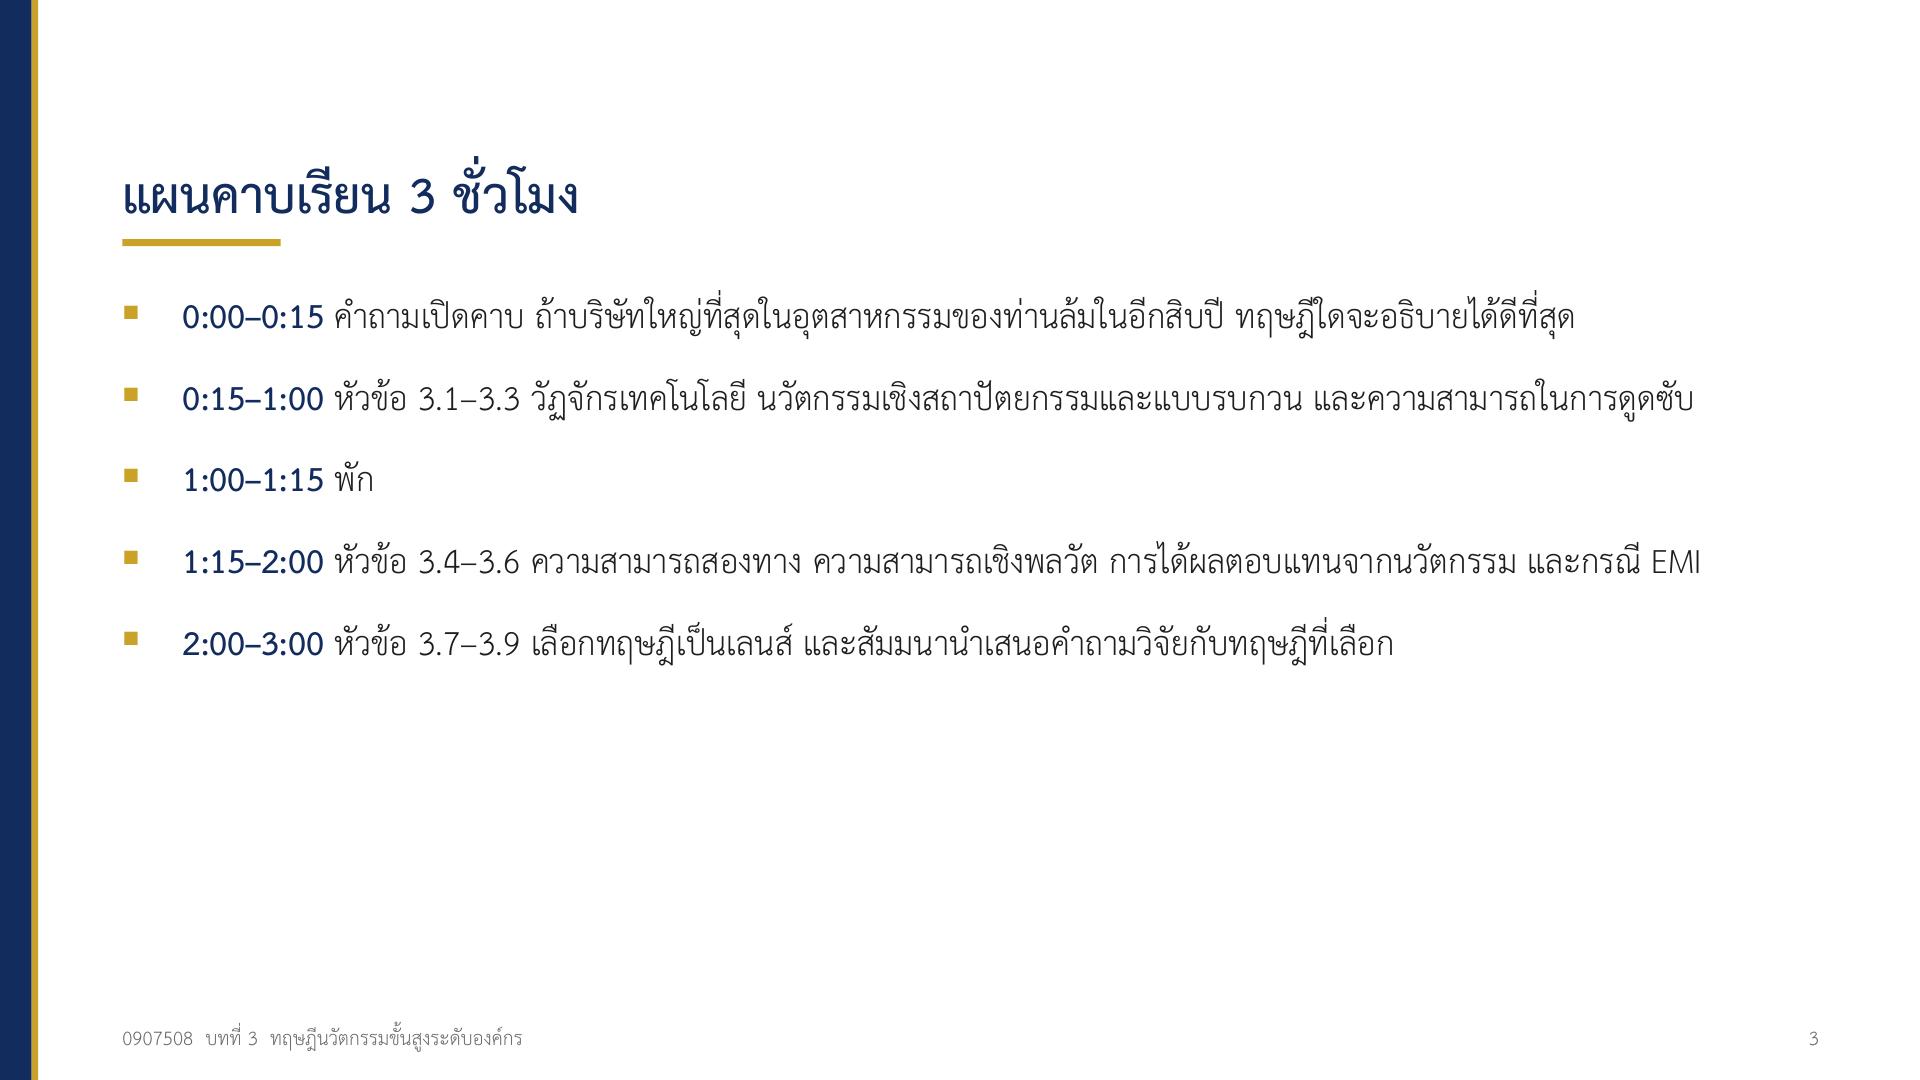 แผนคาบเรียน 3 ชั่วโมง
0:00–0:15 คำถามเปิดคาบ ถ้าบริษัทใหญ่ที่สุดในอุตสาหกรรมของท่านล้มในอีกสิบปี ทฤษฎีใดจะอธิบายได้ดีที่สุด
0:15–1:00 หัวข้อ 3.1–3.3 วัฏจักรเทคโนโลยี นวัตกรรมเชิงสถาปัตยกรรมและแบบรบกวน และความสามารถในการดูดซับ
1:00–1:15 พัก
1:15–2:00 หัวข้อ 3.4–3.6 ความสามารถสองทาง ความสามารถเชิงพลวัต การได้ผลตอบแทนจากนวัตกรรม และกรณี EMI
2:00–3:00 หัวข้อ 3.7–3.9 เลือกทฤษฎีเป็นเลนส์ และสัมมนานำเสนอคำถามวิจัยกับทฤษฎีที่เลือก
0907508 บทที่ 3 ทฤษฎีนวัตกรรมขั้นสูงระดับองค์กร
3